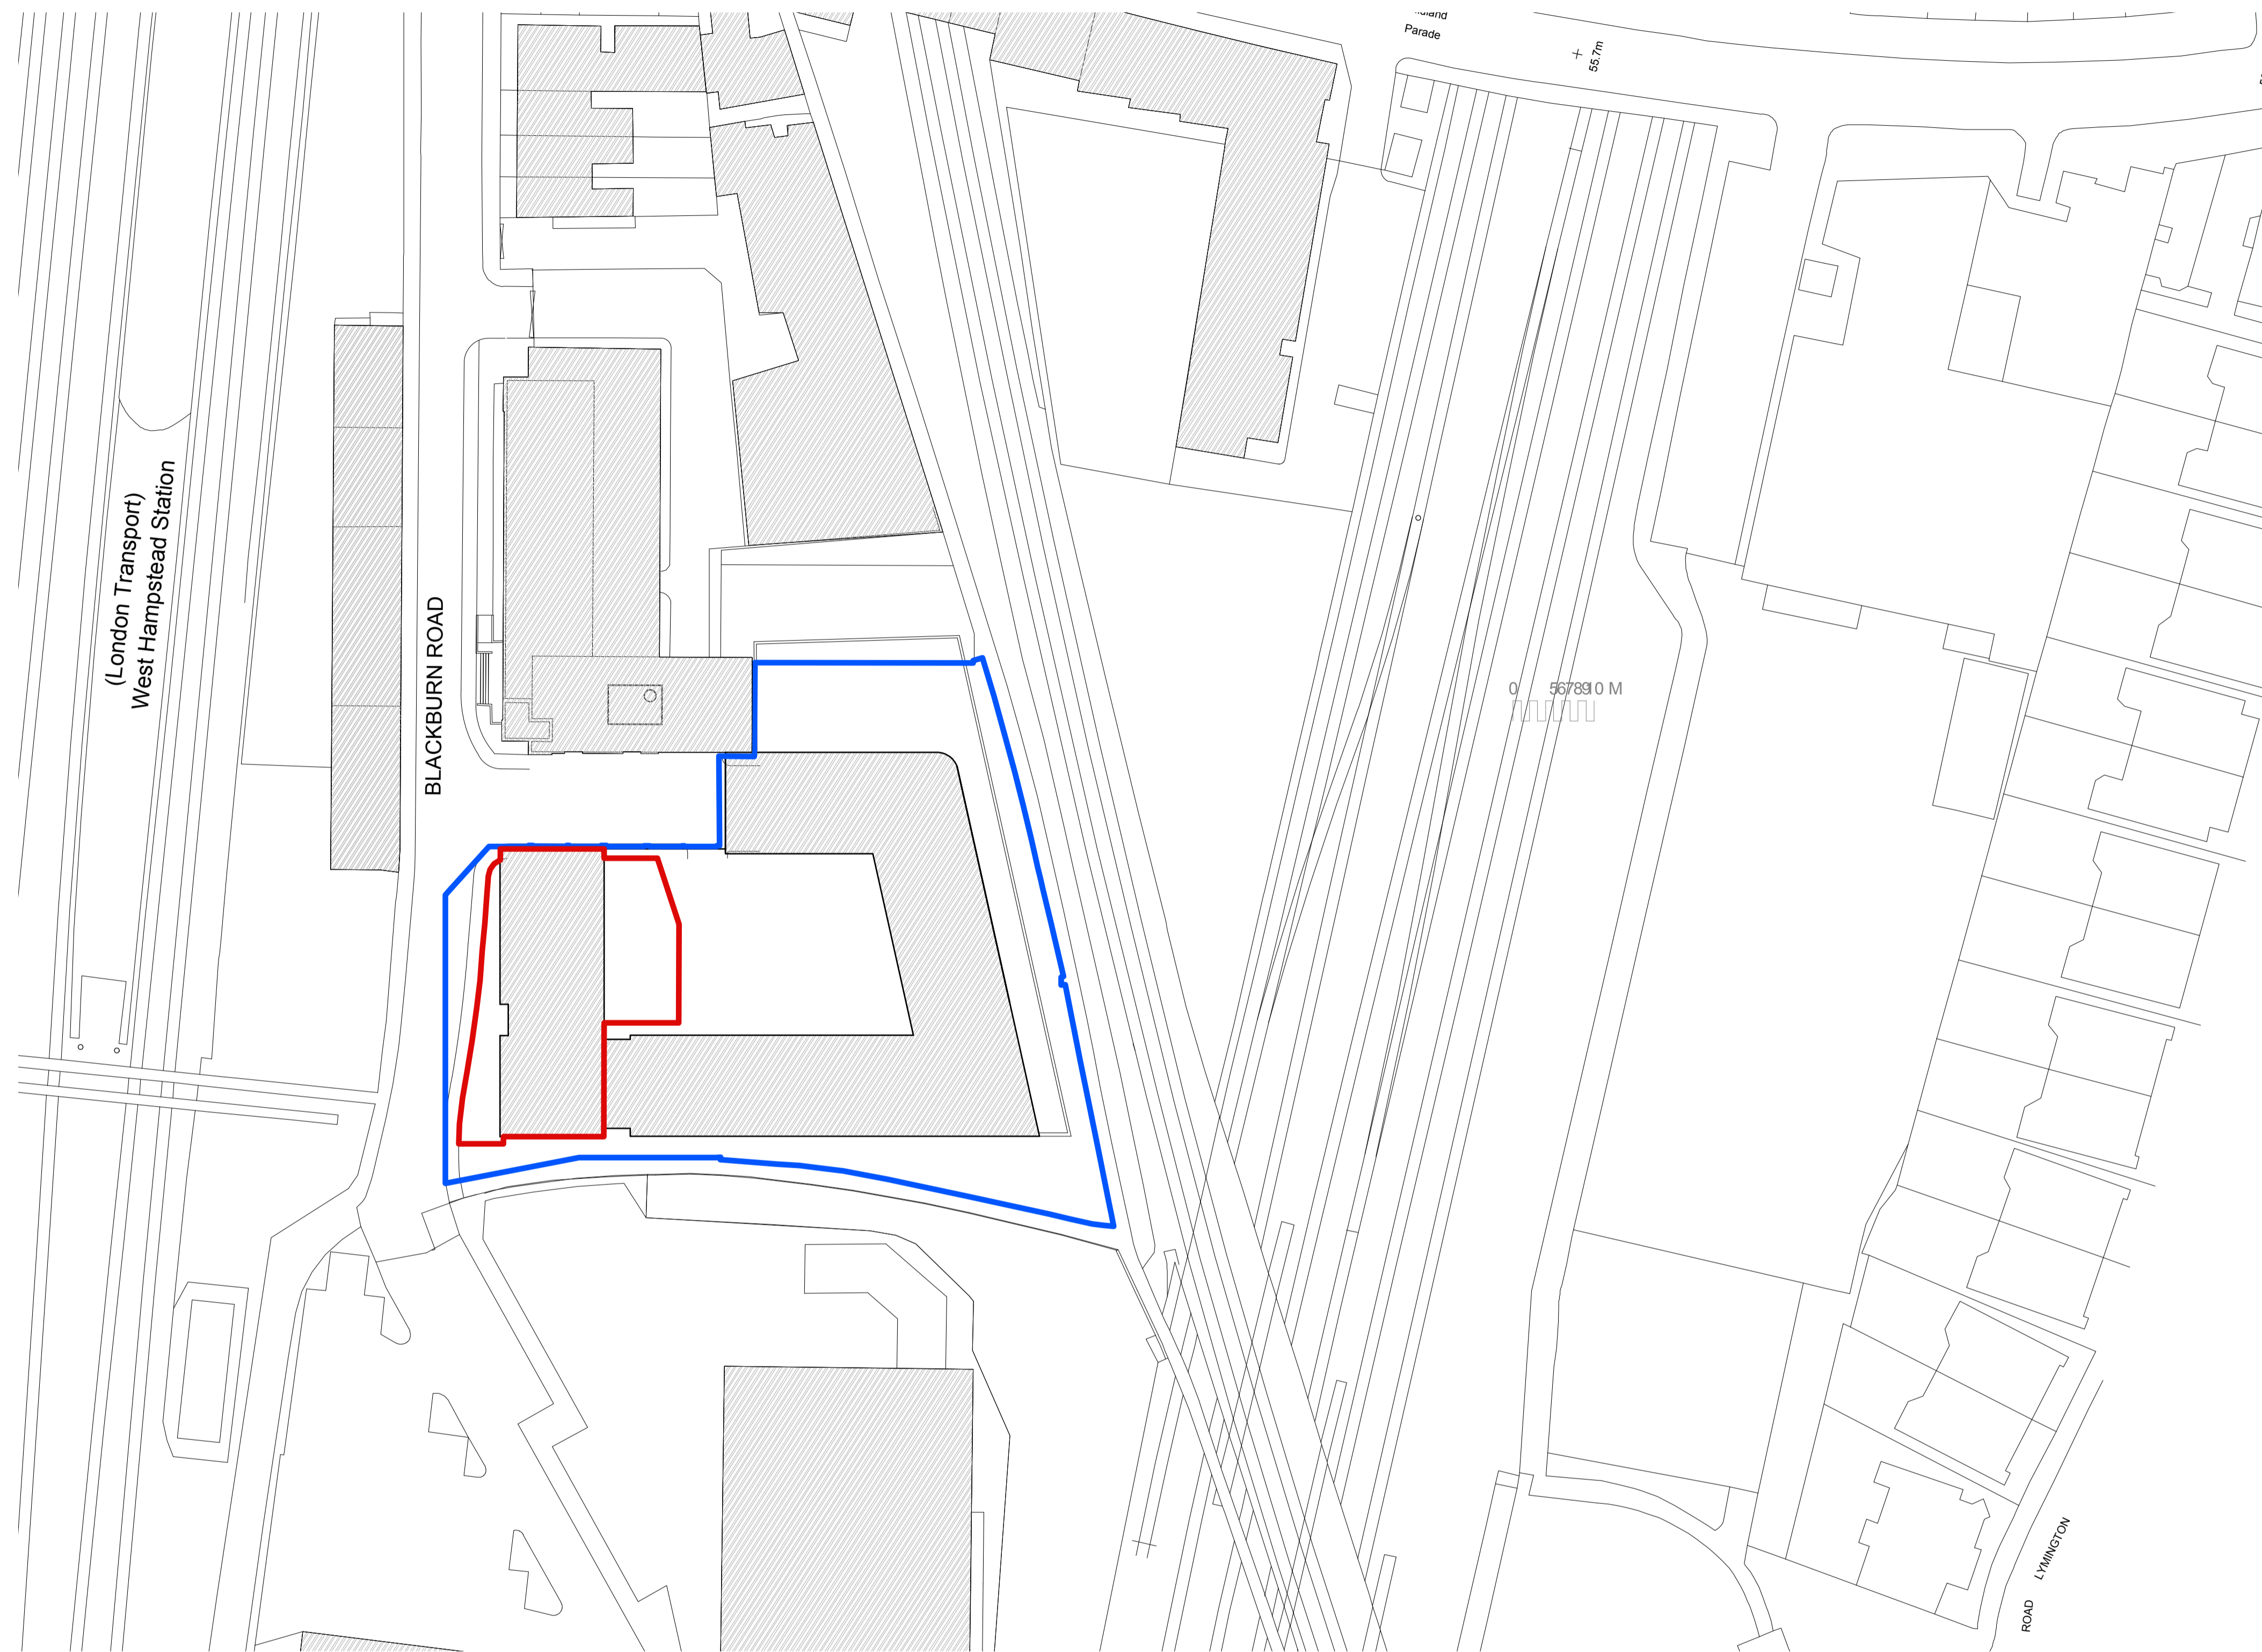 Parade
55.7m
(London Transport)
West Hampstead Station
BLACKBURN ROAD
0 5678910 M
LYMINGTON
ROAD